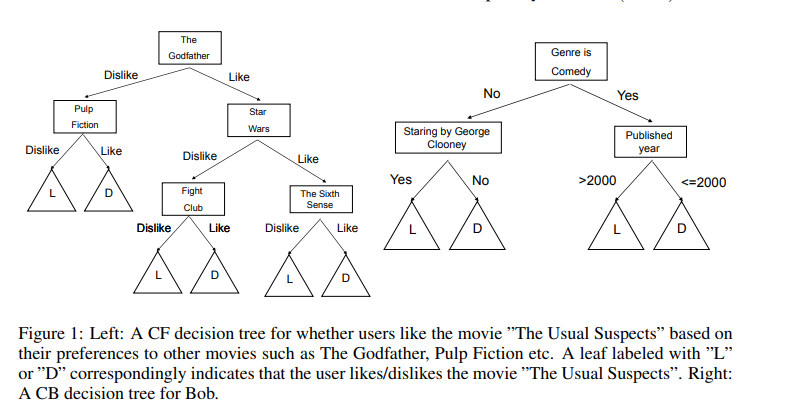 The
Godfather
Dislike
Like
Pulp
Fiction
Star
Wars
Dislike
Like
Dislike
Like
L
D
Fight
Club
The Sixth
Sense
Dislike
Like
Dislike
Like
L
D
L
D
Genre is
Comedy
No
Yes
Staring by George
Clooney
Published
year
Yes
No
>2000
<=2000
L
D
L
D
Figure 1: Left: A CF decision tree for whether users like the movie ”The Usual Suspects” based on
their preferences to other movies such as The Godfather, Pulp Fiction etc. A leaf labeled with ”L”
or ”D” correspondingly indicates that the user likes/dislikes the movie ”The Usual Suspects”. Right:
A CB decision tree for Bob.